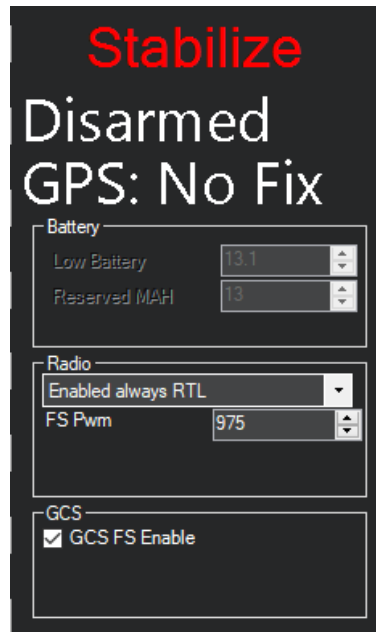 Stabilize
Disarmed
GPS: No Fix
Battery
Low Battery 13.1
Reserved MAH 13
Radio
Enabled always RTL
FS Pwm 975
GCS
GCS FS Enable